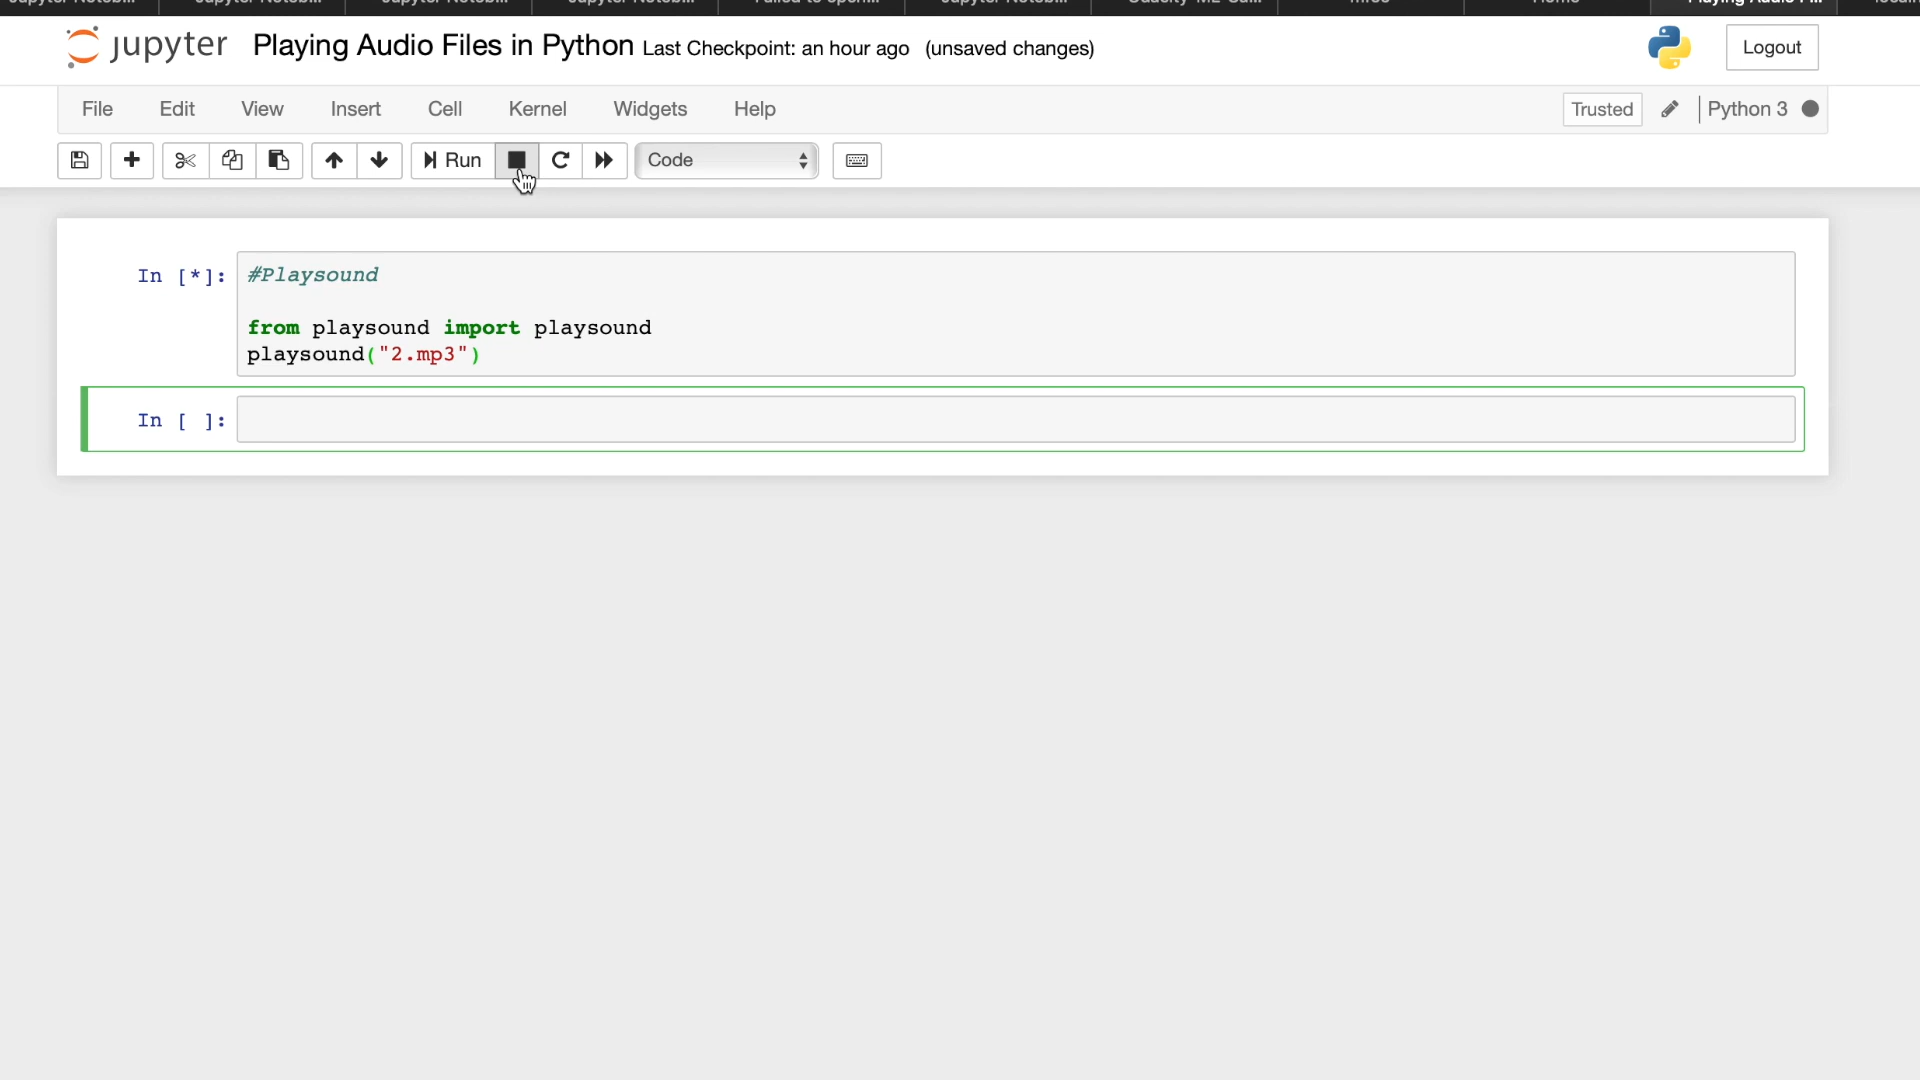 jupyter Playing Audio Files in Python Last Checkpoint: an hour ago (unsaved changes) Logout
File Edit View Insert Cell Kernel Widgets Help Trusted Python 3
Run Code
In [*]: #Playsound
from playsound import playsound
playsound("2.mp3")
In [ ]: